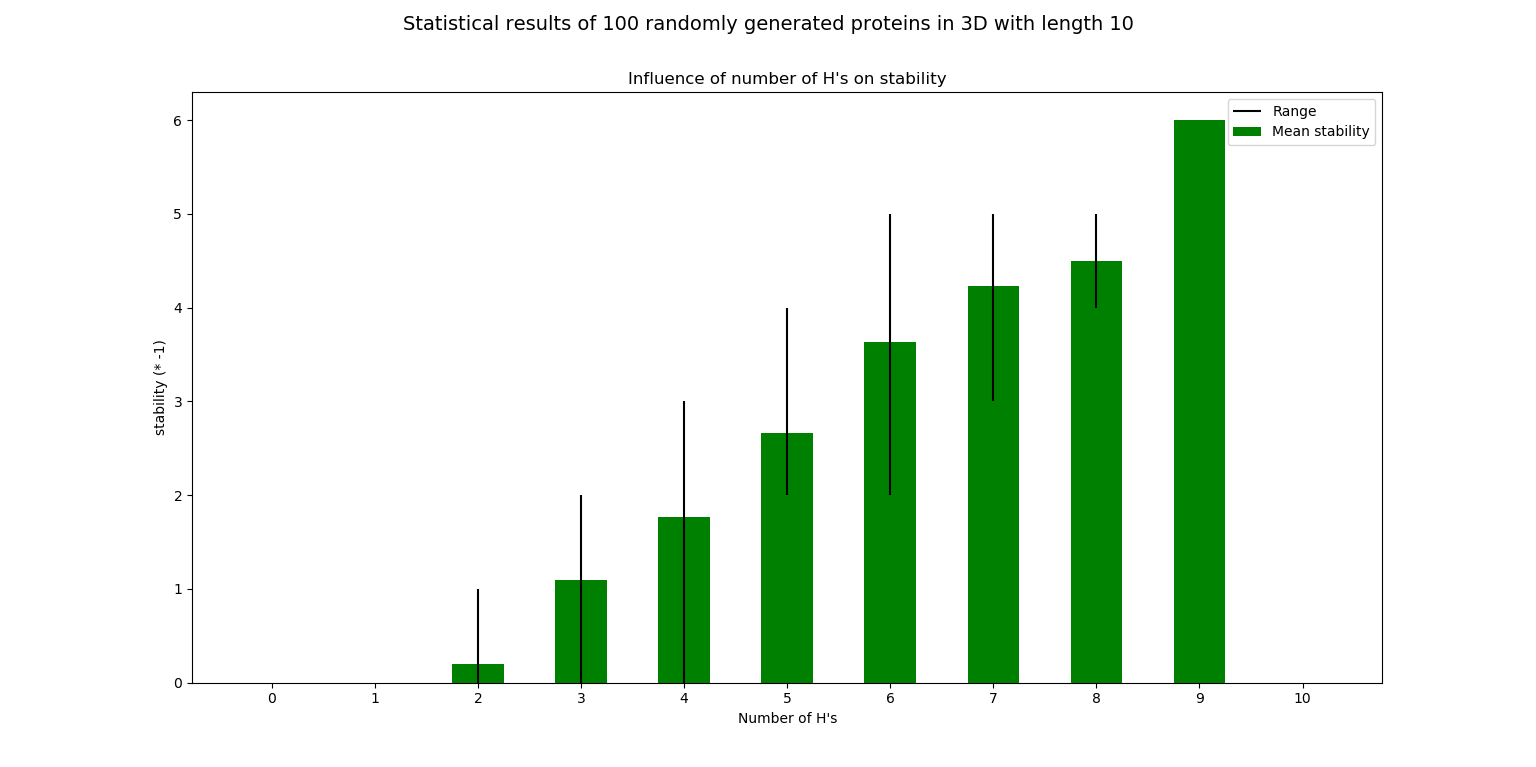 Statistical results of 100 randomly generated proteins in 3D with length 10
Influence of number of H's on stability
Range
Mean stability
6
5
4
3
2
1
0
stability (* -1)
0 1 2 3 4 5 6 7 8 9 10
Number of H's